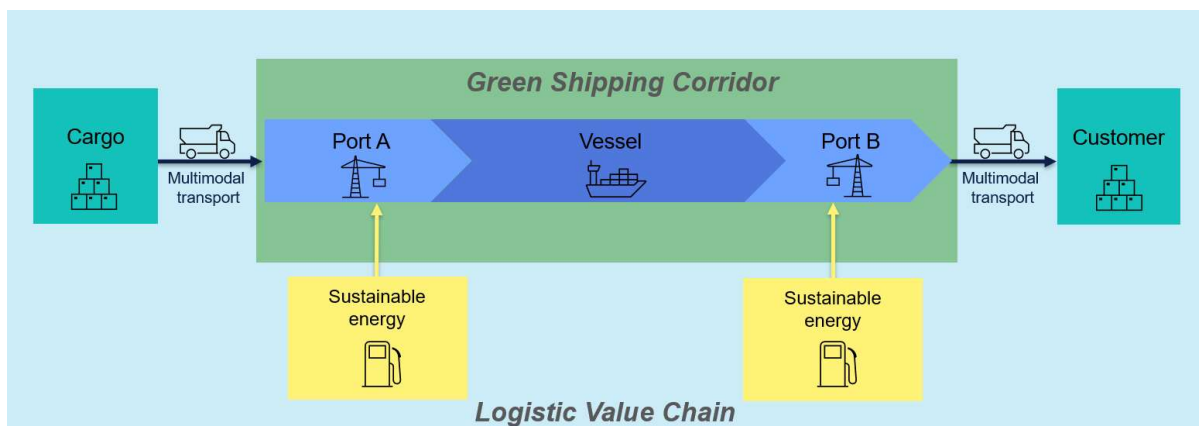 Green Shipping Corridor
Cargo
Multimodal
transport
Port A
Vessel
Port B
Multimodal
transport
Customer
Sustainable
energy
Sustainable
energy
Logistic Value Chain